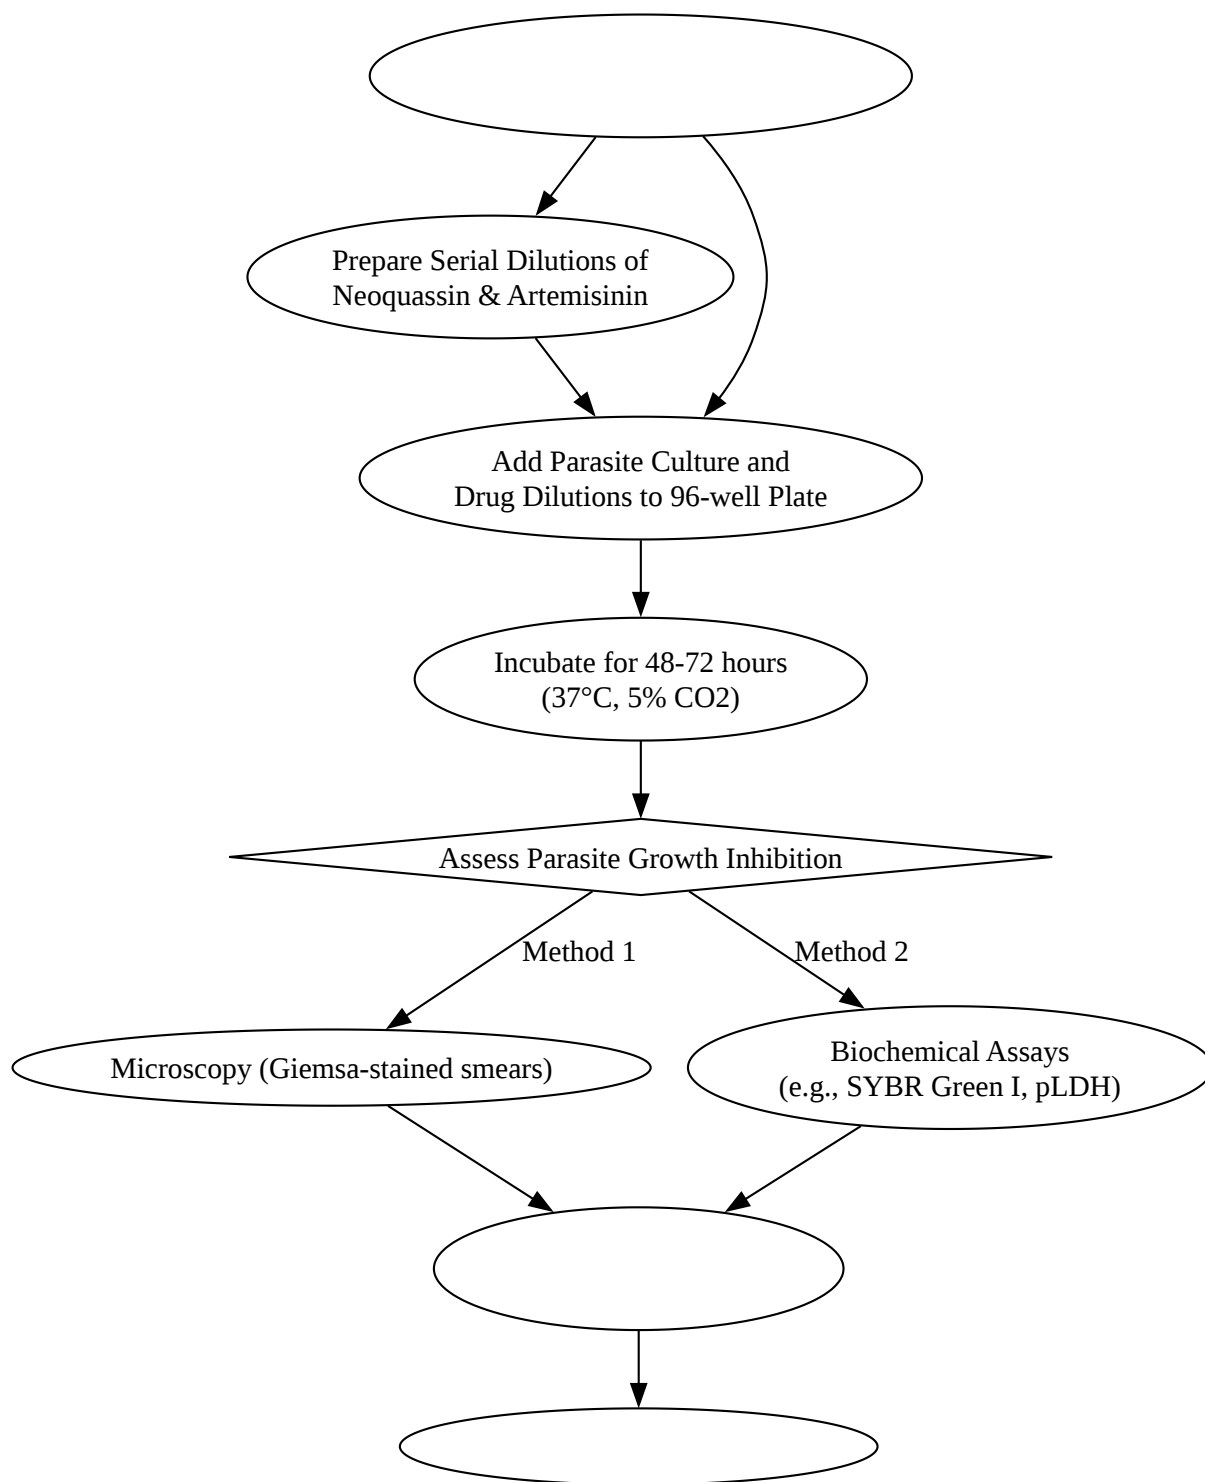 Prepare Serial Dilutions of
Neoquassin & Artemisinin
Add Parasite Culture and
Drug Dilutions to 96-well Plate
Incubate for 48-72 hours
(37°C, 5% CO2)
Assess Parasite Growth Inhibition
Method 1
Method 2
Microscopy (Giemsa-stained smears)
Biochemical Assays
(e.g., SYBR Green I, pLDH)